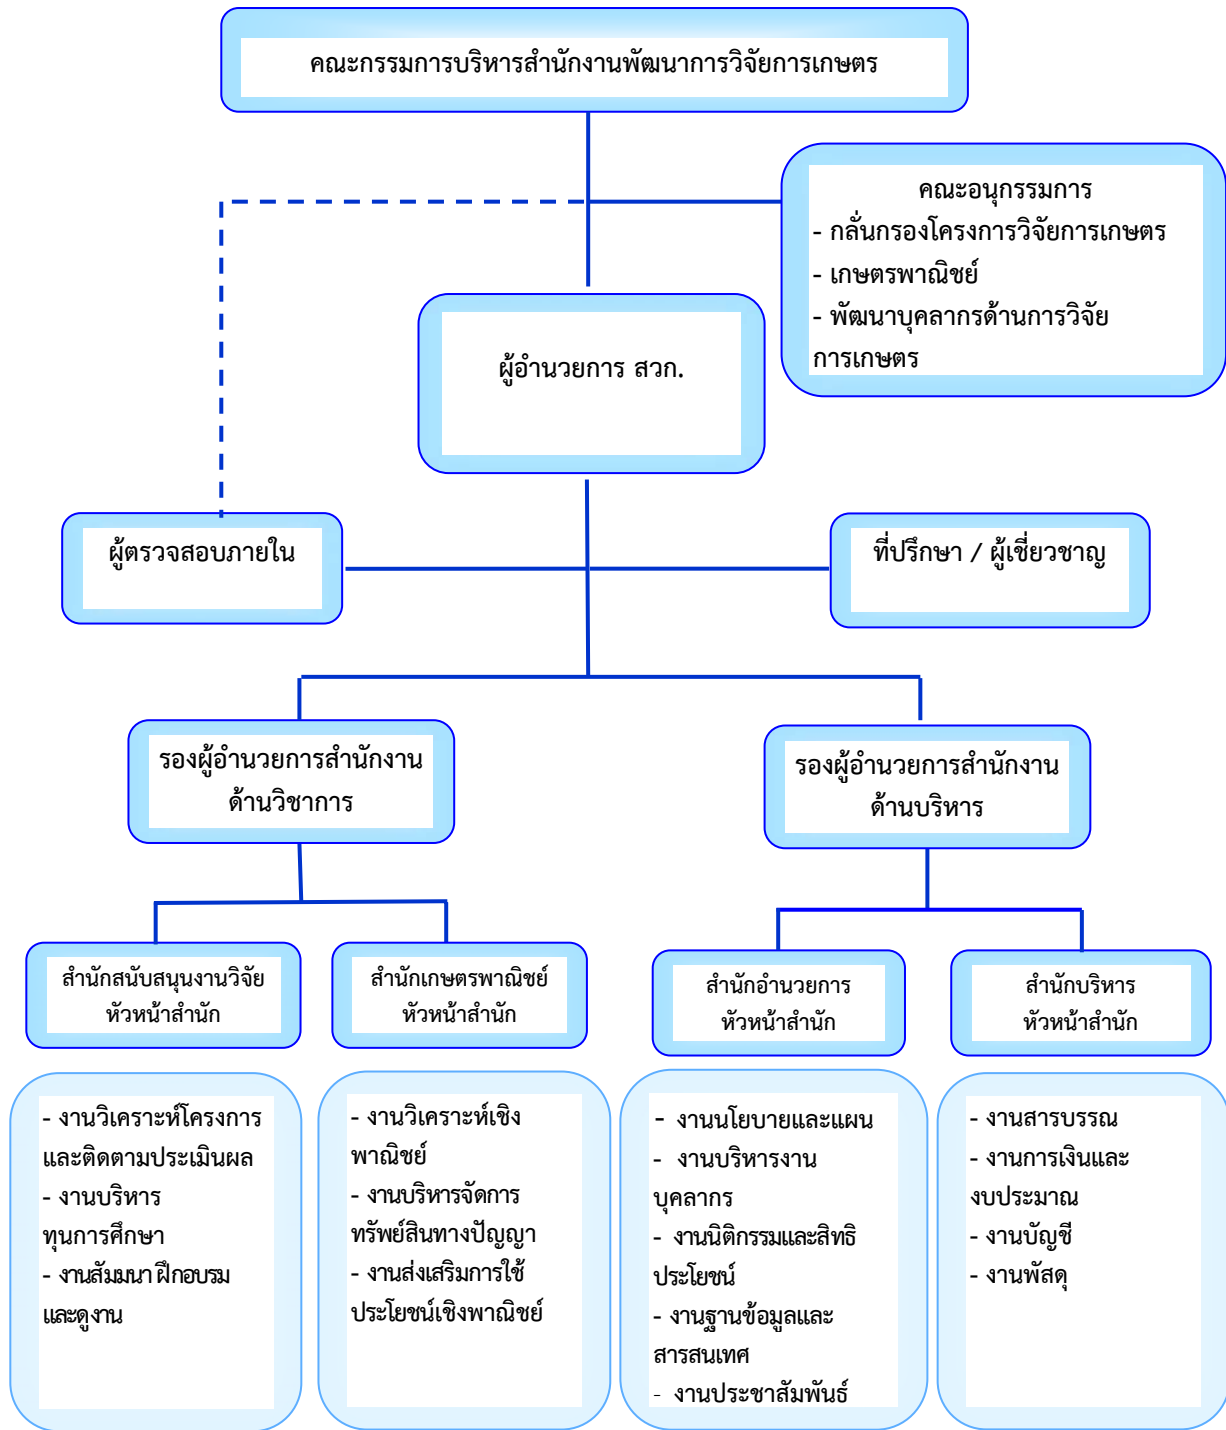 คณะกรรมการบริหารสำนักงานพัฒนาการวิจัยการเกษตร
คณะอนุกรรมการ
- กลั่นกรองโครงการวิจัยการเกษตร
- เกษตรพาณิชย์
- พัฒนาบุคลากรด้านการวิจัย
การเกษตร
ผู้อำนวยการ สวก.
ผู้ตรวจสอบภายใน
ที่ปรึกษา / ผู้เชี่ยวชาญ
รองผู้อำนวยการสำนักงาน
ด้านวิชาการ
รองผู้อำนวยการสำนักงาน
ด้านบริหาร
สำนักสนับสนุนงานวิจัย
หัวหน้าสำนัก
สำนักเกษตรพาณิชย์
หัวหน้าสำนัก
สำนักอำนวยการ
หัวหน้าสำนัก
สำนักบริหาร
หัวหน้าสำนัก
- งานวิเคราะห์โครงการ
และติดตามประเมินผล
- งานบริหาร
ทุนการศึกษา
- งานสัมมนา ฝึกอบรม
และดูงาน
- งานวิเคราะห์เชิง
พาณิชย์
- งานบริหารจัดการ
ทรัพย์สินทางปัญญา
- งานส่งเสริมการใช้
ประโยชน์เชิงพาณิชย์
- งานนโยบายและแผน
- งานบริหารงาน
บุคลากร
- งานนิติกรรมและสิทธิ
ประโยชน์
- งานฐานข้อมูลและ
สารสนเทศ
- งานประชาสัมพันธ์
- งานสารบรรณ
- งานการเงินและ
งบประมาณ
- งานบัญชี
- งานพัสดุ